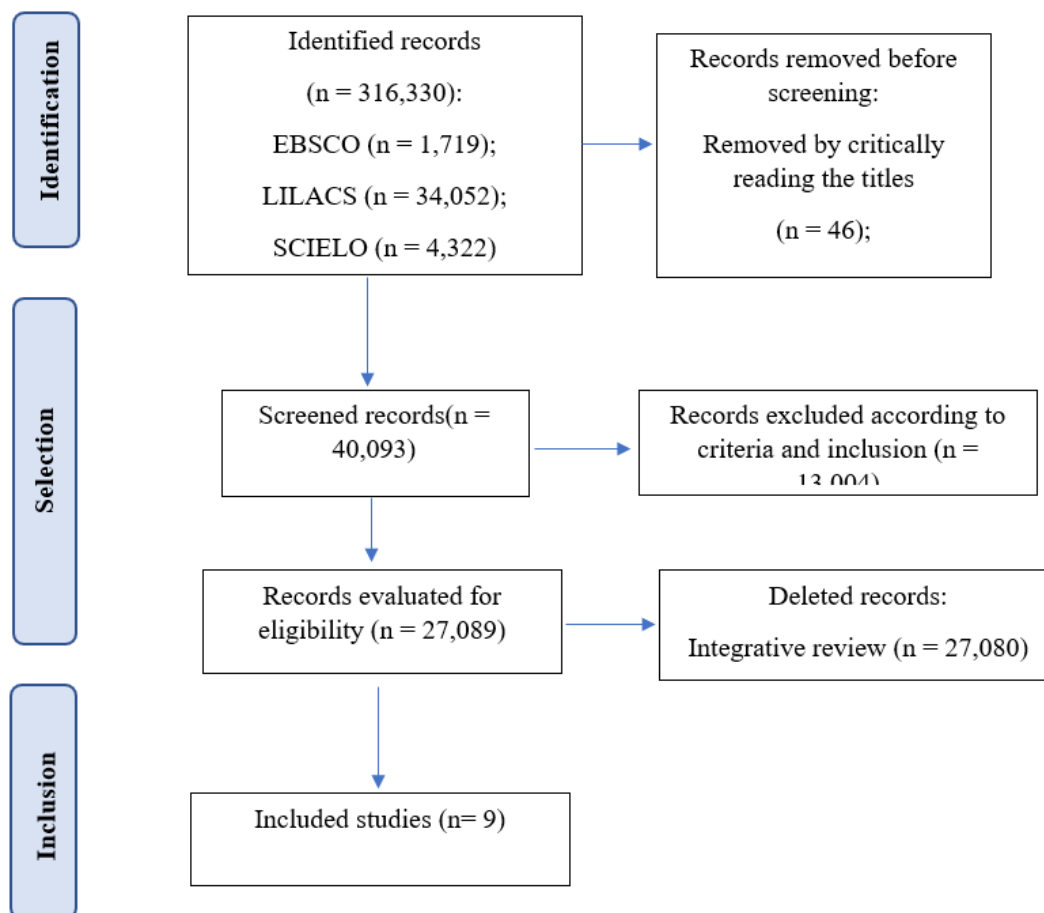 Identification
Identified records
(n = 316,330):
EBSCO (n = 1,719);
LILACS (n = 34,052);
SCIELO (n = 4,322)
Records removed before
screening:
Removed by critically
reading the titles
(n = 46);
Selection
Screened records(n =
40,093)
Records excluded according to
criteria and inclusion (n =
13,004)
Records evaluated for
eligibility (n = 27,089)
Deleted records:
Integrative review (n = 27,080)
Inclusion
Included studies (n= 9)